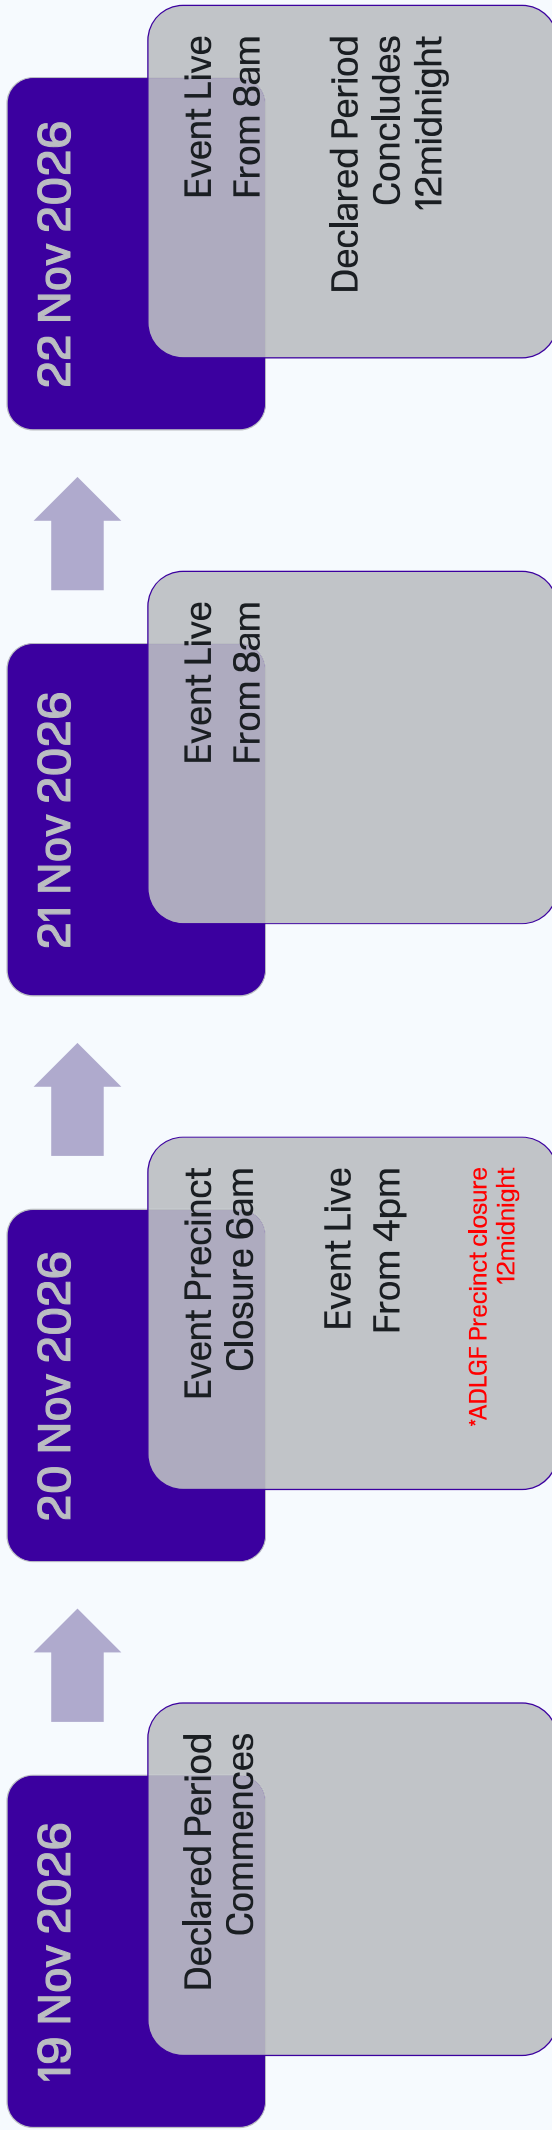 19 Nov 2026
Declared Period
Commences
20 Nov 2026
Event Precinct
Closure 6am
Event Live
From 4pm
*ADLGF Precinct closure
12midnight
21 Nov 2026
Event Live
From 8am
22 Nov 2026
Event Live
From 8am
Declared Period
Concludes
12midnight